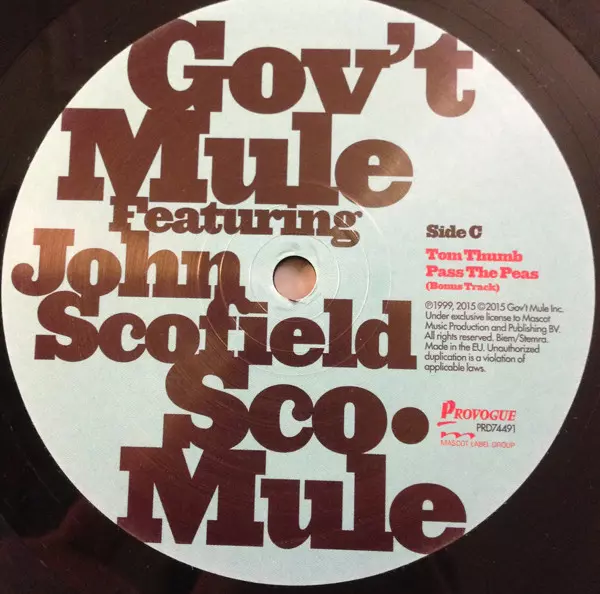 Gov't
Mule
Featuring
John
Scofield
Sco•
Mule
Side C
Tom Thumb
Pass The Peas
(Bonus Track)
℗1999, 2015 ©2015 Gov't Mule Inc.
Under exclusive license to Mascot
Music Production and Publishing BV.
All rights reserved. Biem/Stemra.
Made in the EU. Unauthorized
duplication is a violation of
applicable laws.
PROVOGUE
PRD74491
MASCOT LABEL GROUP